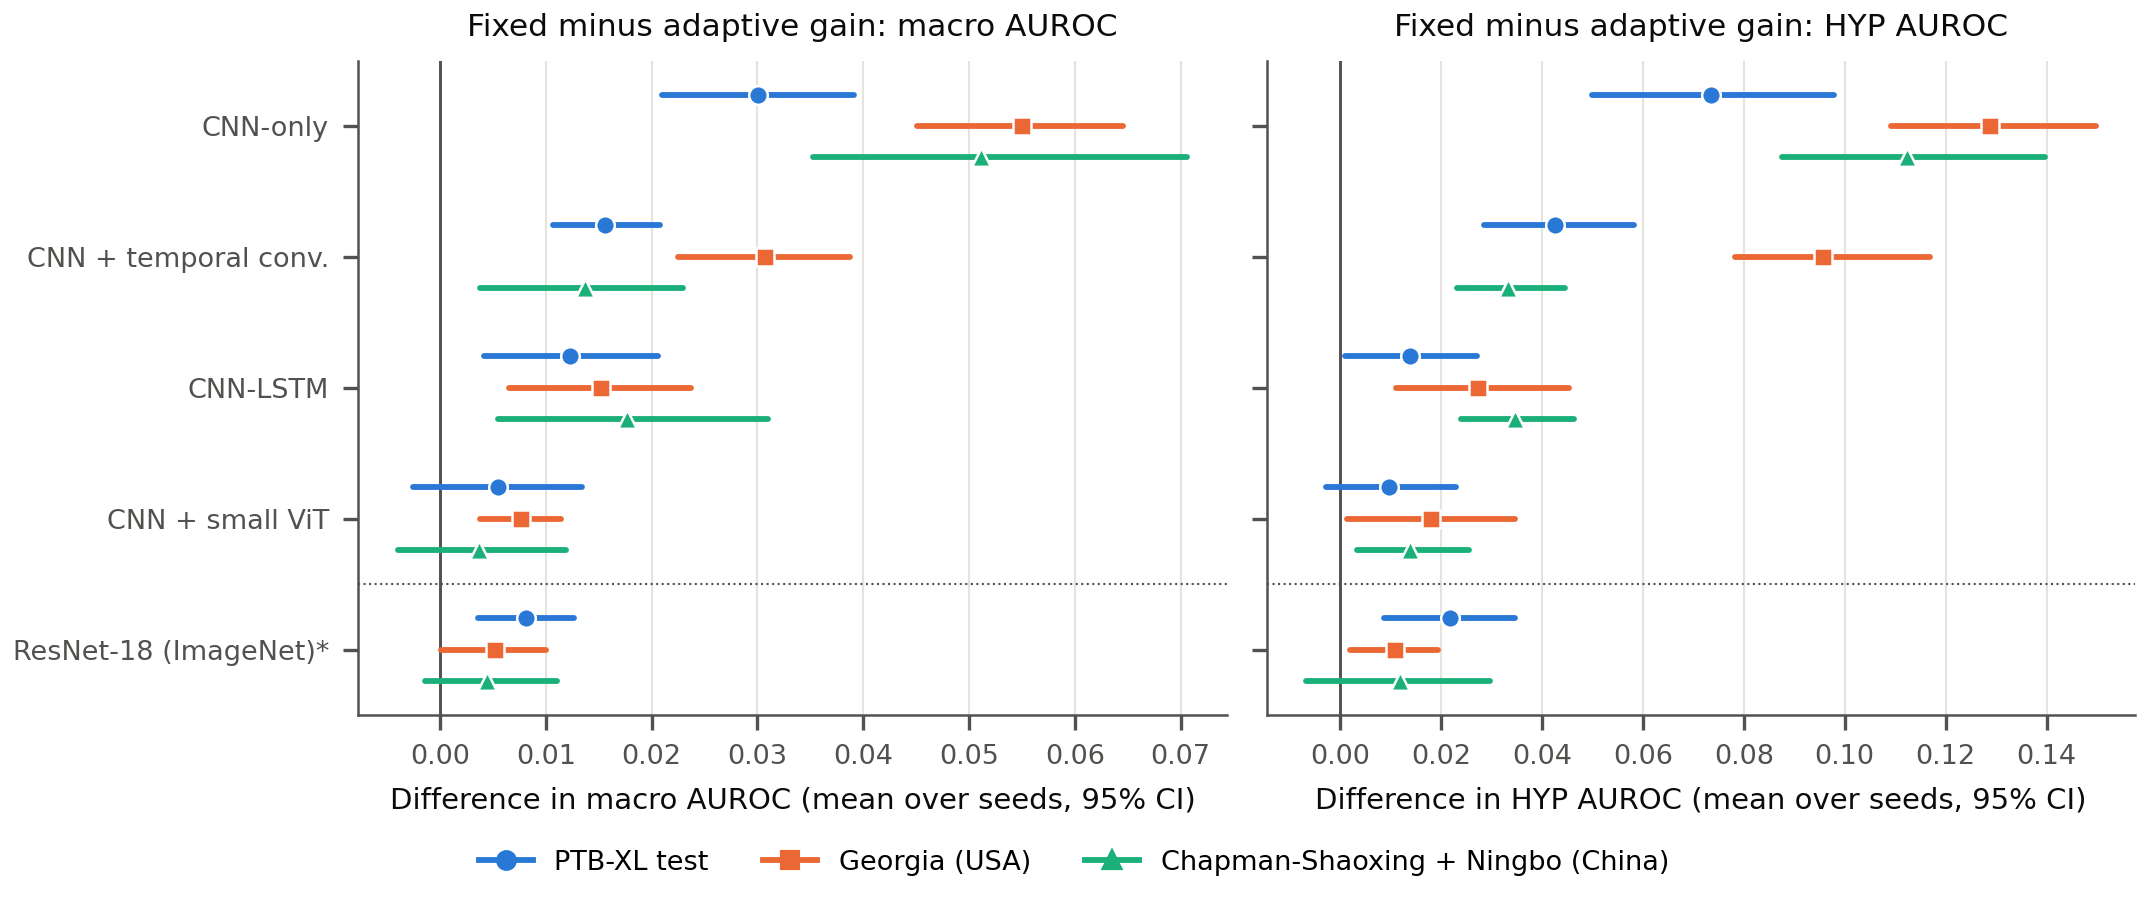 Fixed minus adaptive gain: macro AUROC
Fixed minus adaptive gain: HYP AUROC
CNN-only
CNN + temporal conv.
CNN-LSTM
CNN + small ViT
ResNet-18 (ImageNet)*
0.00 0.01 0.02 0.03 0.04 0.05 0.06 0.07
0.00 0.02 0.04 0.06 0.08 0.10 0.12 0.14
Difference in macro AUROC (mean over seeds, 95% CI)
Difference in HYP AUROC (mean over seeds, 95% CI)
PTB-XL test
Georgia (USA)
Chapman-Shaoxing + Ningbo (China)